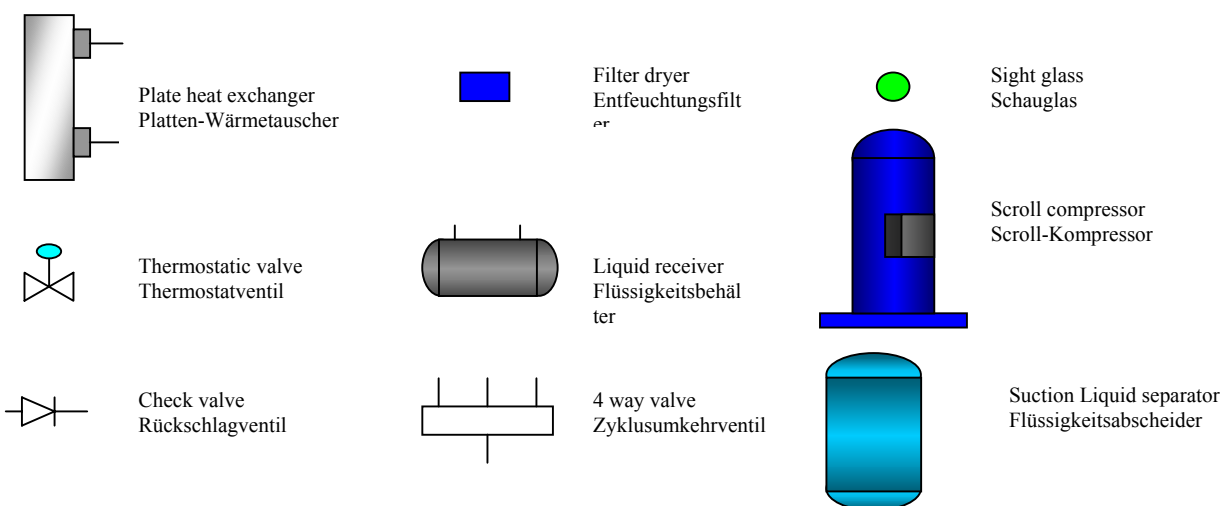 Plate heat exchanger
Platten-Wärmetauscher
Filter dryer
Entfeuchtungsfilt
er
Sight glass
Schauglas
Thermostatic valve
Thermostatventil
Liquid receiver
Flüssigkeitsbehäl
ter
Scroll compressor
Scroll-Kompressor
Check valve
Rückschlagventil
4 way valve
Zyklusumkehrventil
Suction Liquid separator
Flüssigkeitsabscheider